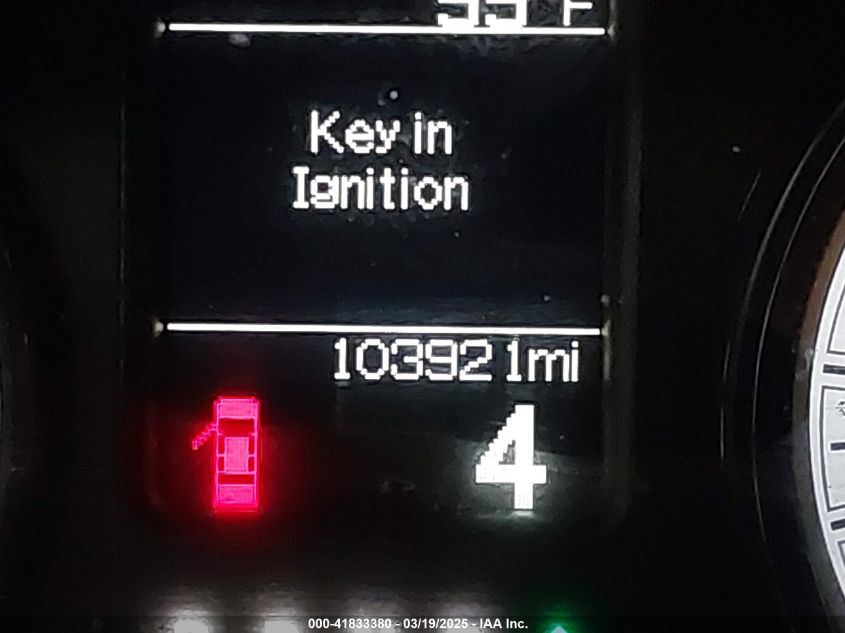 Key in
Ignition
103921mi
4
000-41833380 - 03/19/2025 - IAA Inc.